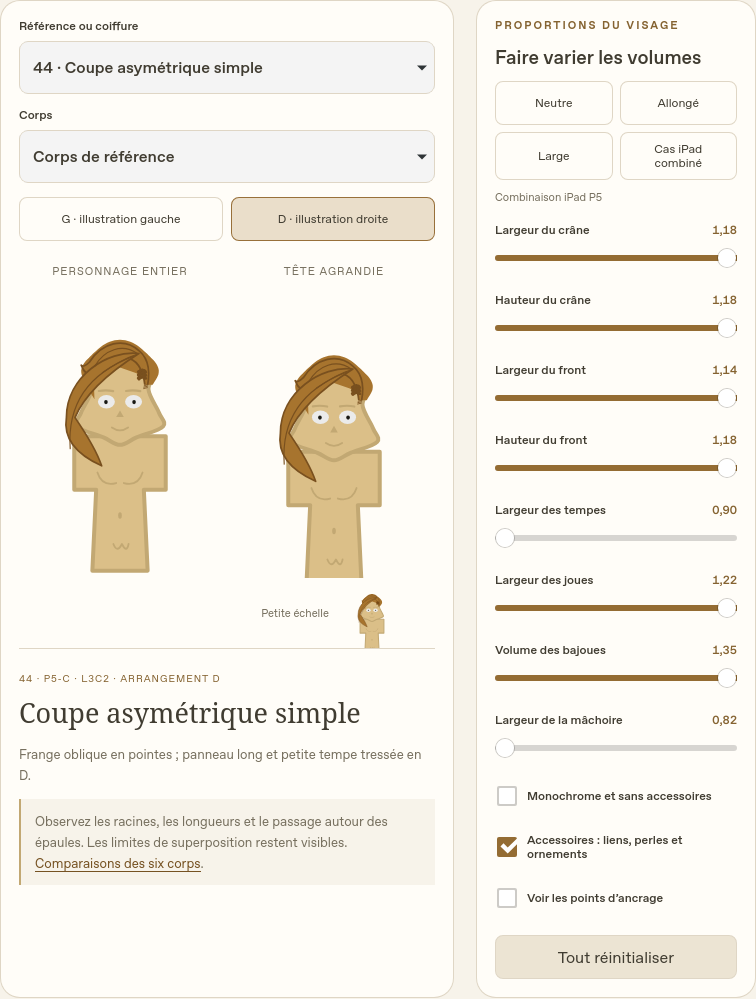 Référence ou coiffure
44 · Coupe asymétrique simple
Corps
Corps de référence
G · illustration gauche
D · illustration droite
PERSONNAGE ENTIER
TÊTE AGRANDIE
Petite échelle
44 · P5-C · L3C2 · ARRANGEMENT D
Coupe asymétrique simple
Frange oblique en pointes ; panneau long et petite tempe tressée en
D.
Observez les racines, les longueurs et le passage autour des
épaules. Les limites de superposition restent visibles.
Comparaisons des six corps.
PROPORTIONS DU VISAGE
Faire varier les volumes
Neutre
Allongé
Large
Cas iPad
combiné
Combinaison iPad P5
Largeur du crâne 1,18
Hauteur du crâne 1,18
Largeur du front 1,14
Hauteur du front 1,18
Largeur des tempes 0,90
Largeur des joues 1,22
Volume des bajoues 1,35
Largeur de la mâchoire 0,82
Monochrome et sans accessoires
Accessoires : liens, perles et
ornements
Voir les points d’ancrage
Tout réinitialiser